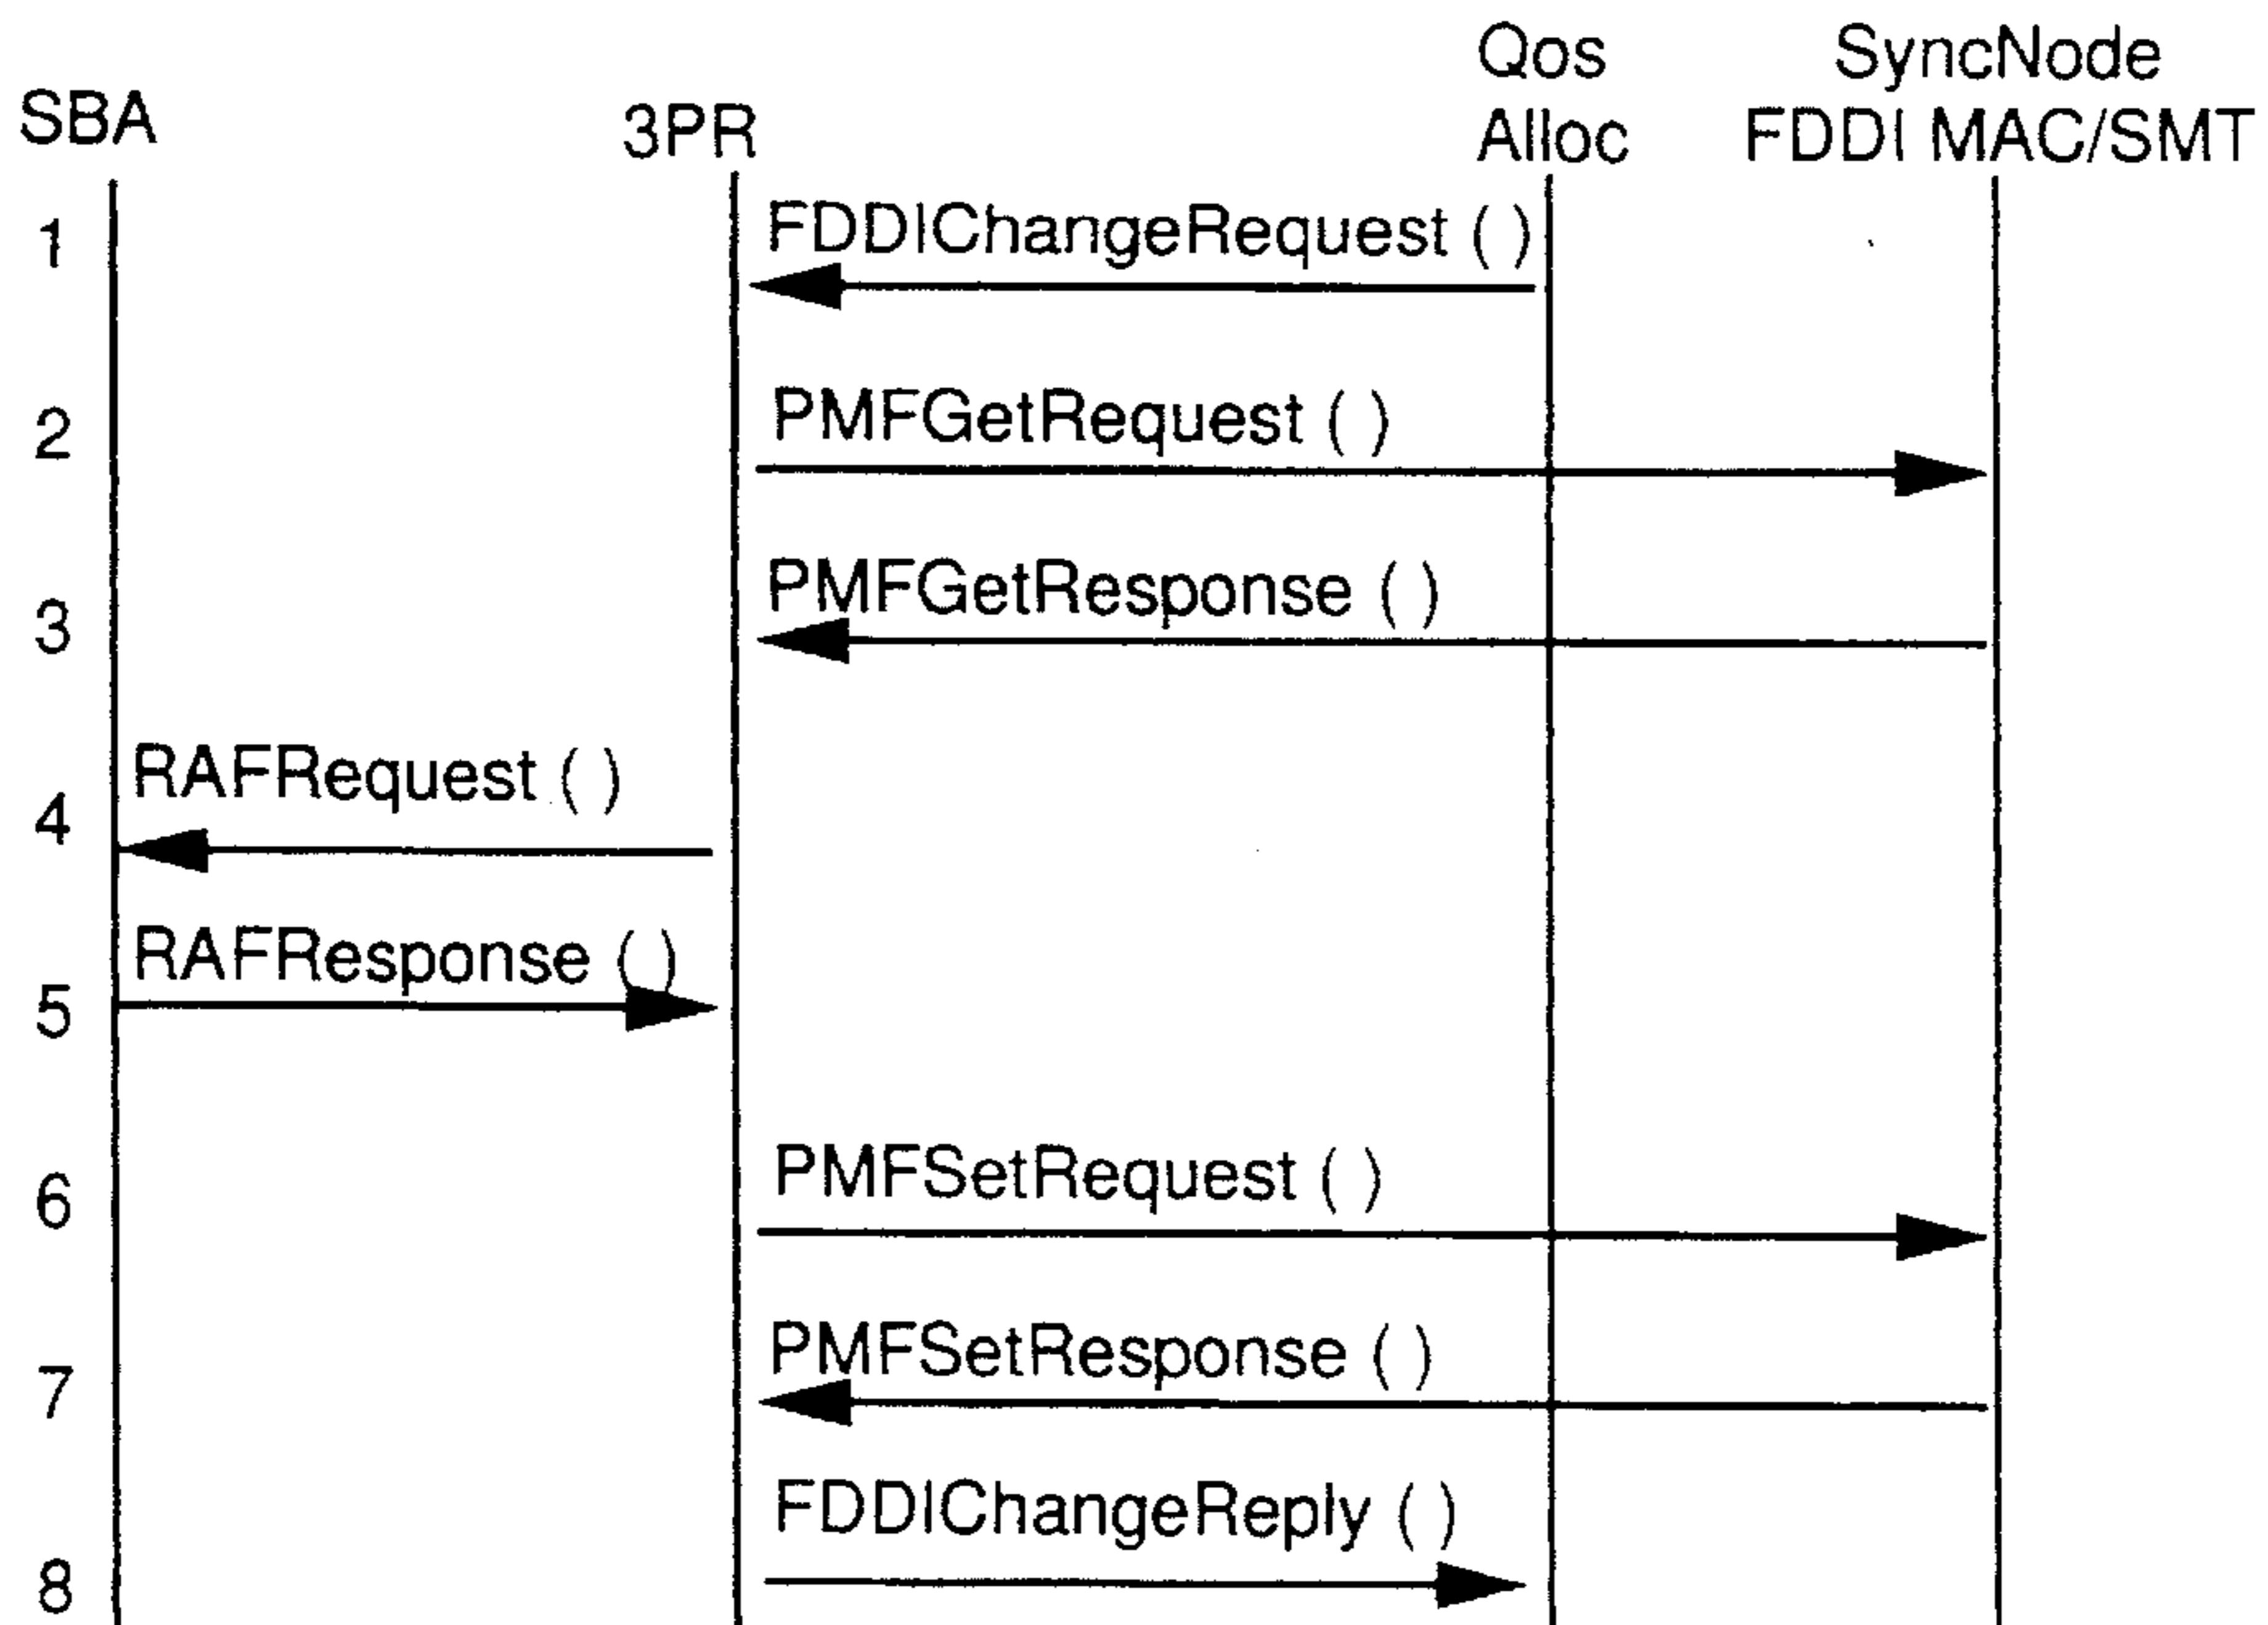 SBA
3PR
Qos
Alloc
SyncNode
FDDI MAC/SMT
1
FDDIChangeRequest ( )
2
PMFGetRequest ( )
3
PMFGetResponse ( )
4
RAFRequest ( )
5
RAFResponse ( )
6
PMFSetRequest ( )
7
PMFSetResponse ( )
8
FDDIChangeReply ( )